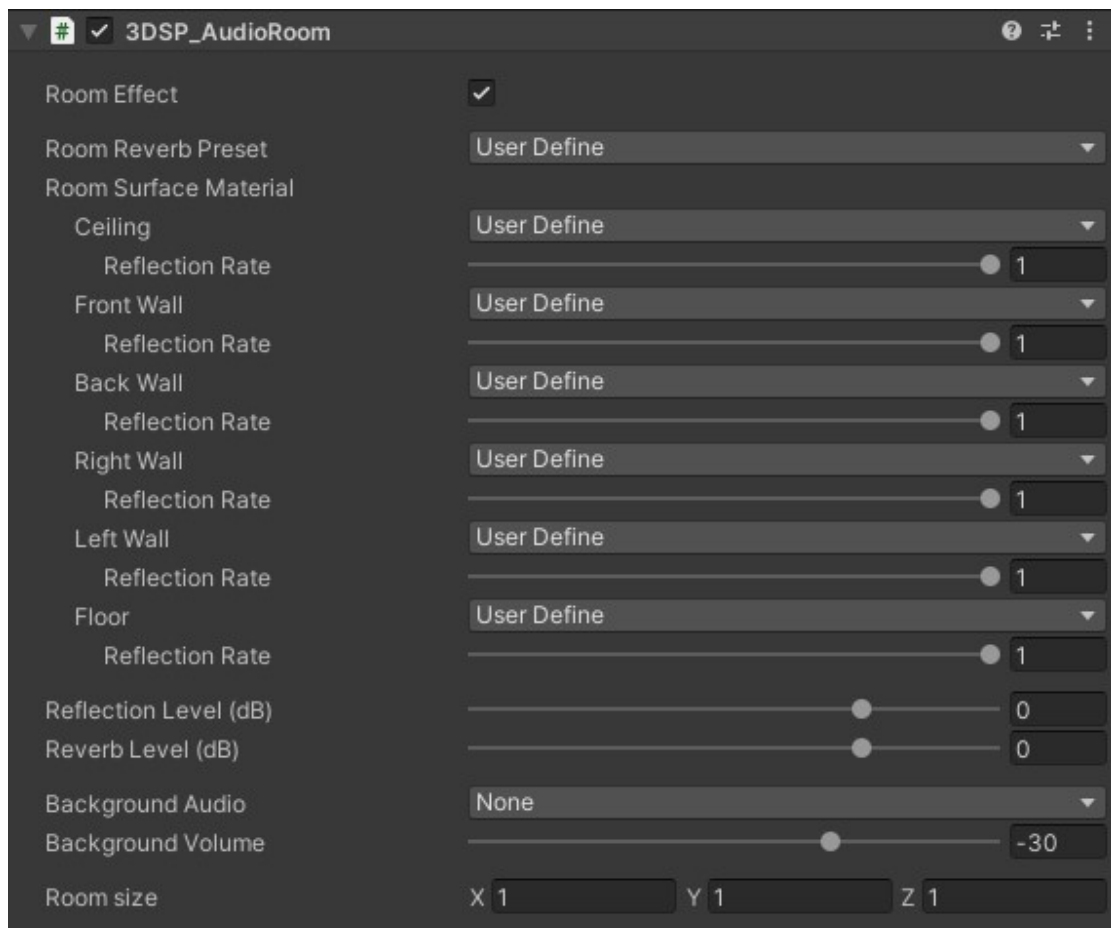 # 3DSP_AudioRoom
Room Effect
Room Reverb Preset User Define
Room Surface Material
Ceiling User Define
Reflection Rate 1
Front Wall User Define
Reflection Rate 1
Back Wall User Define
Reflection Rate 1
Right Wall User Define
Reflection Rate 1
Left Wall User Define
Reflection Rate 1
Floor User Define
Reflection Rate 1
Reflection Level (dB) 0
Reverb Level (dB) 0
Background Audio None
Background Volume -30
Room size X 1 Y 1 Z 1